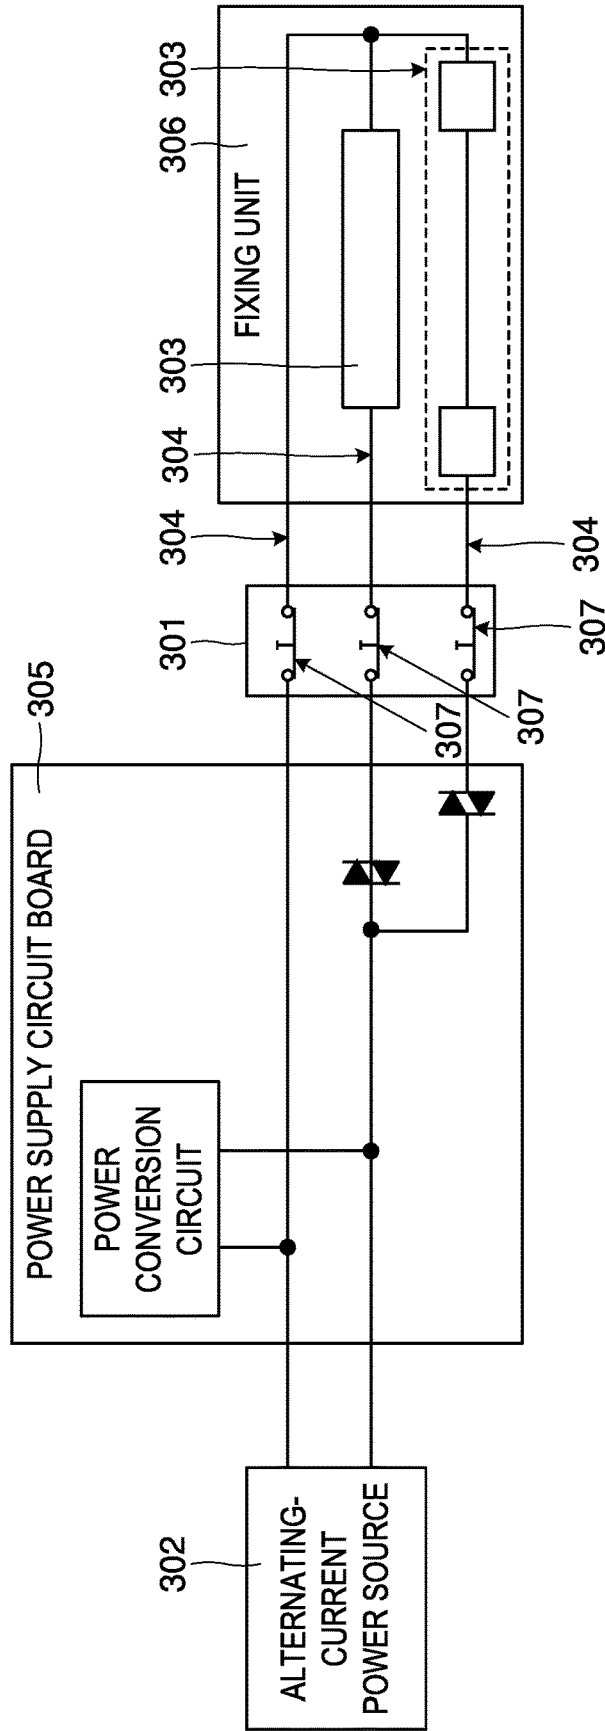 302
ALTERNATING-
CURRENT
POWER SOURCE
305
POWER SUPPLY CIRCUIT BOARD
POWER
CONVERSION
CIRCUIT
301
307
307
307
304
304
304
306
FIXING UNIT
303
303